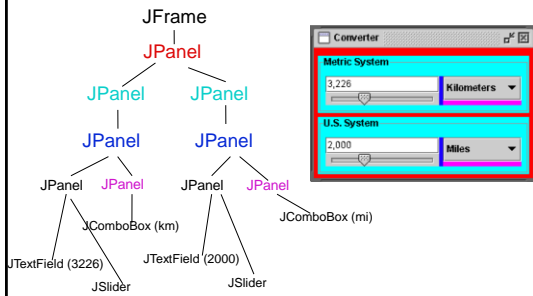 JFrame
JPanel
JPanel JPanel
JPanel JPanel
JPanel JPanel JPanel JPanel
JComboBox (km) JComboBox (mi)
JTextField (3226) JTextField (2000)
JSlider JSlider
Converter
Metric System
3,226 Kilometers
U.S. System
2,000 Miles